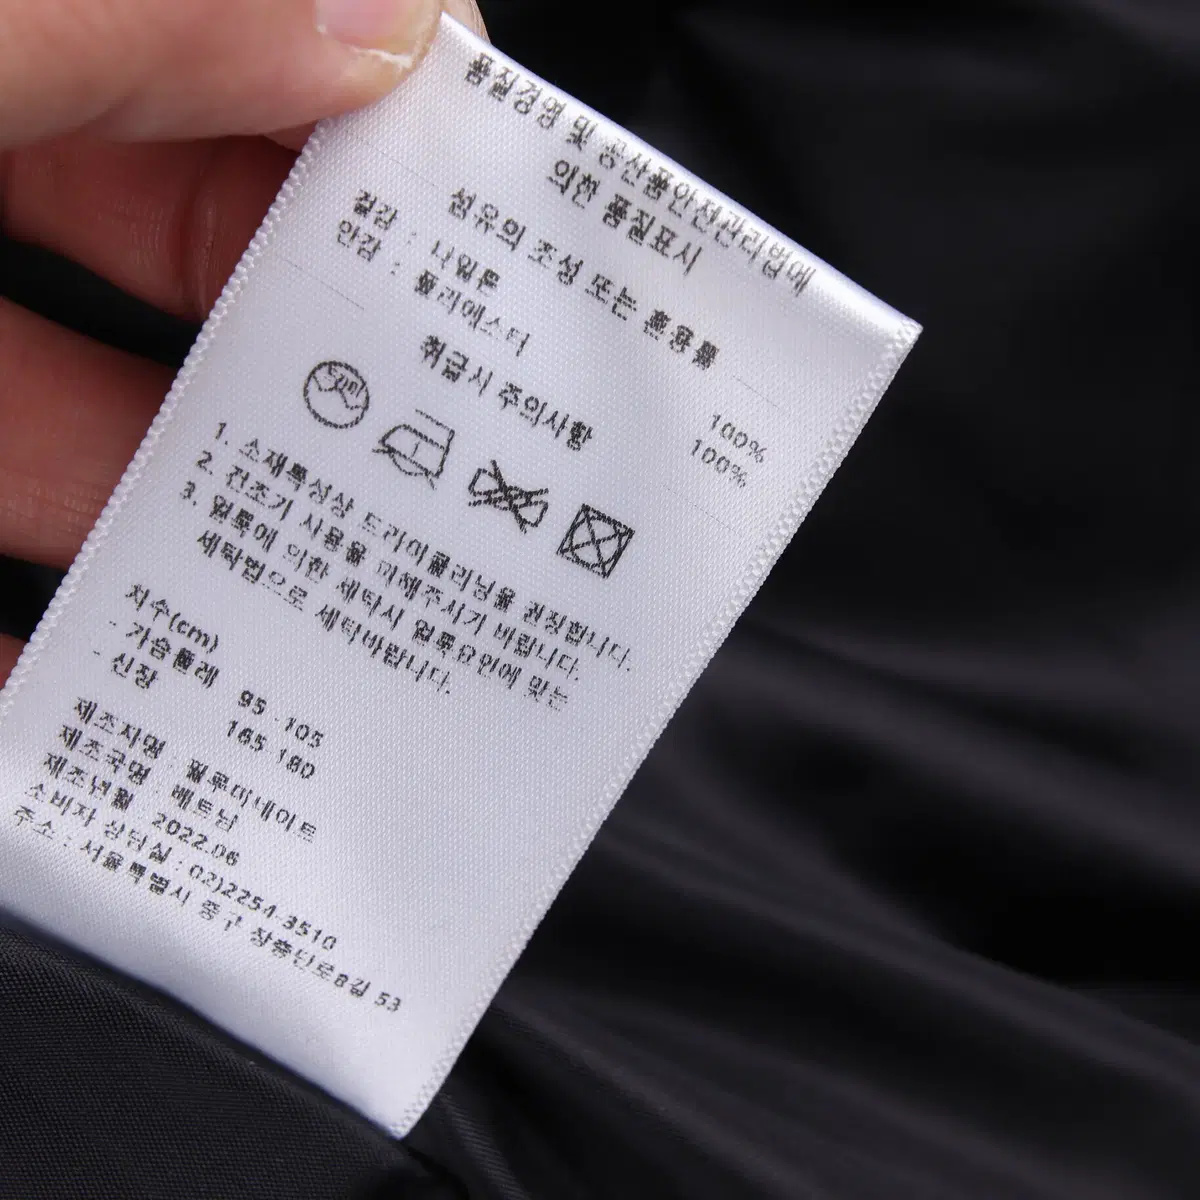 품질경영 및 공산품안전관리법에
의한 품질표시
섬유의 조성 또는 혼용률
겉감 : 나일론 100%
안감 : 폴리에스터 100%
취급시 주의사항
1. 소재특성상 드라이클리닝을 권장합니다.
2. 건조기 사용을 피해주시기 바랍니다.
3. 얼룩에 의한 세탁시 얼룩요인에 맞는
세탁법으로 세탁바랍니다.
치수(cm)
- 가슴둘레 95-105
- 신장 165-180
제조자명 : 필루미네이트
제조국명 : 베트남
제조년월 2022.06
소비자 상담실 : 02)2254-3510
주소 : 서울특별시 중구 장충단로8길 53